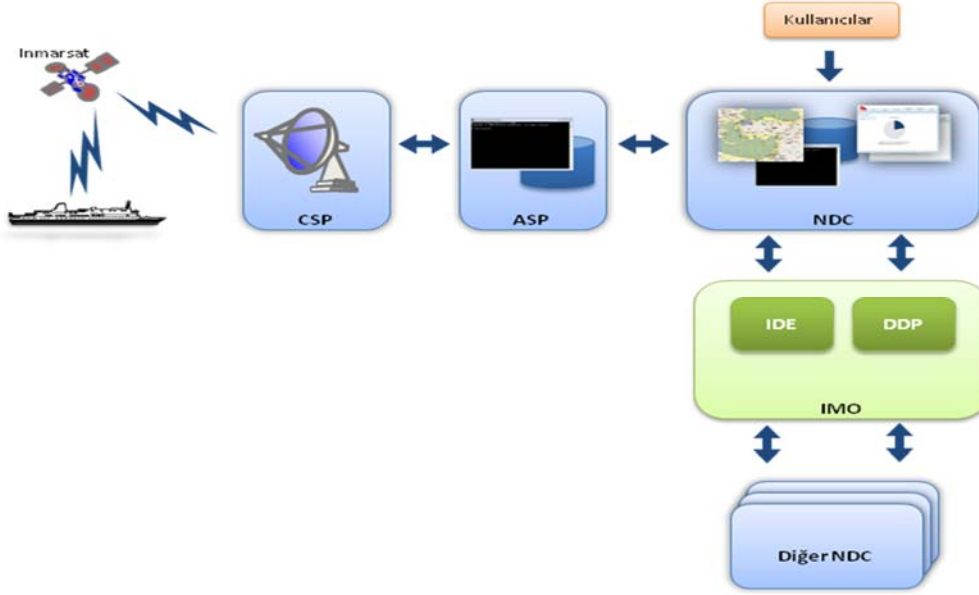 Kullanıcılar
Inmarsat
CSP
ASP
NDC
IDE
DDP
IMO
Diğer NDC